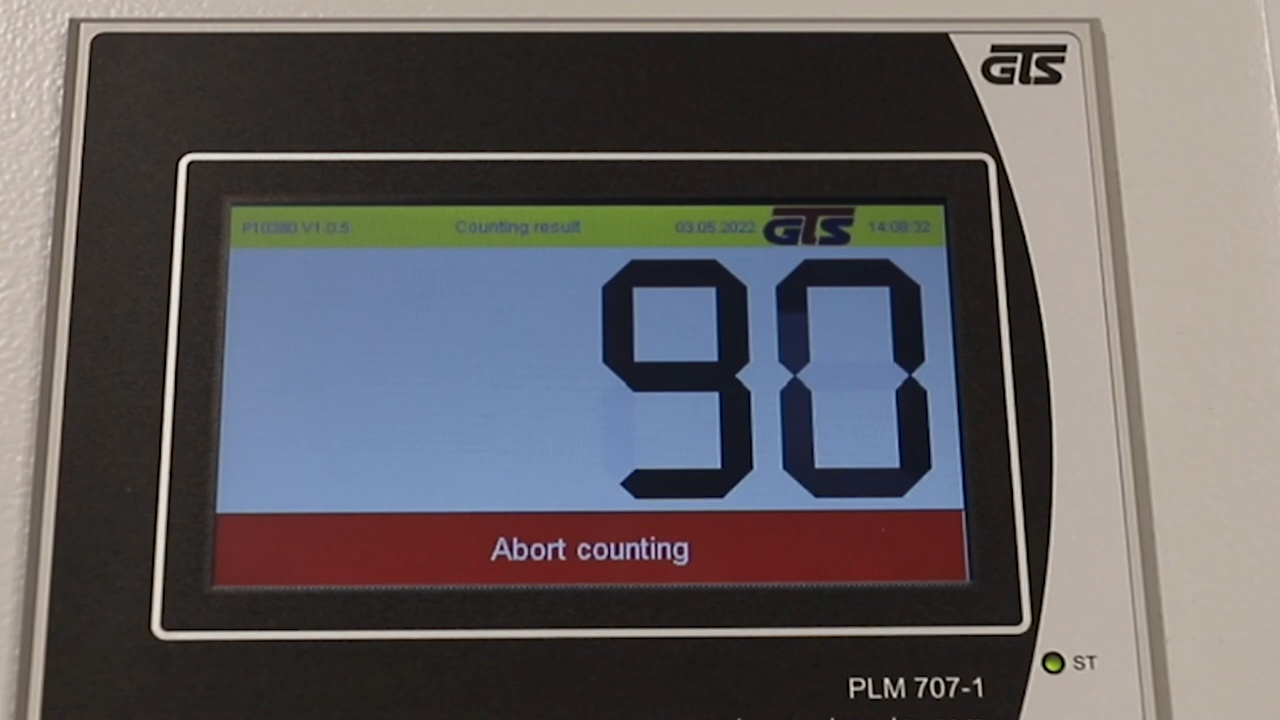 GTS
P10380 V1.0.5 Counting result 03.05.2022 GTS 14:08:32
90
Abort counting
ST
PLM 707-1